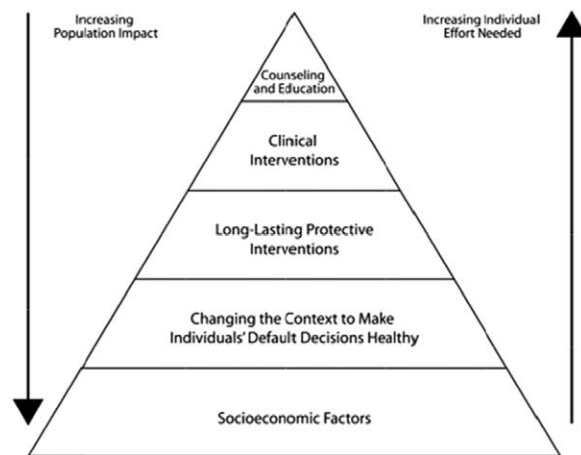 Increasing
Population Impact
Increasing Individual
Effort Needed
Counseling
and Education
Clinical
Interventions
Long-Lasting Protective
Interventions
Changing the Context to Make
Individuals' Default Decisions Healthy
Socioeconomic Factors